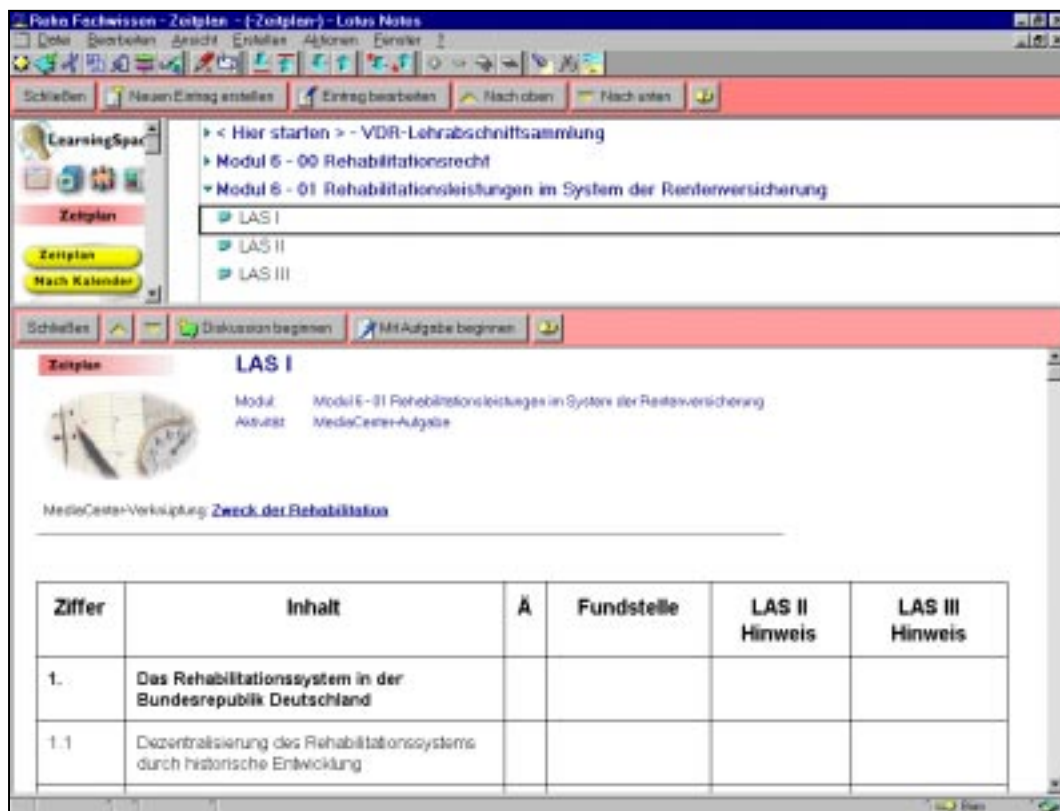 Reha Fachwissen - Zeitplan - (-Zeitplan-) - Lotus Notes
Datei Bearbeiten Ansicht Erstellen Aktionen Fenster ?
Schließen Neuen Eintrag erstellen Eintrag bearbeiten Nach oben Nach unten
LearningSpac
Zeitplan
Zeitplan
Nach Kalender
< Hier starten > - VDR-Lehrabschnittsammlung
Modul 6 - 00 Rehabilitationsrecht
Modul 6 - 01 Rehabilitationsleistungen im System der Rentenversicherung
LAS I
LAS II
LAS III
Schließen Diskussion beginnen Mit Aufgabe beginnen
Zeitplan
LAS I
Modul: Modul 6 - 01 Rehabilitationsleistungen im System der Rentenversicherung
Aktivität: MediaCenter-Aufgabe
MediaCenter-Verknüpfung: Zweck der Rehabilitation
Ziffer Inhalt Ä Fundstelle LAS II Hinweis LAS III Hinweis
1. Das Rehabilitationssystem in der
Bundesrepublik Deutschland
1.1 Dezentralisierung des Rehabilitationssystems
durch historische Entwicklung